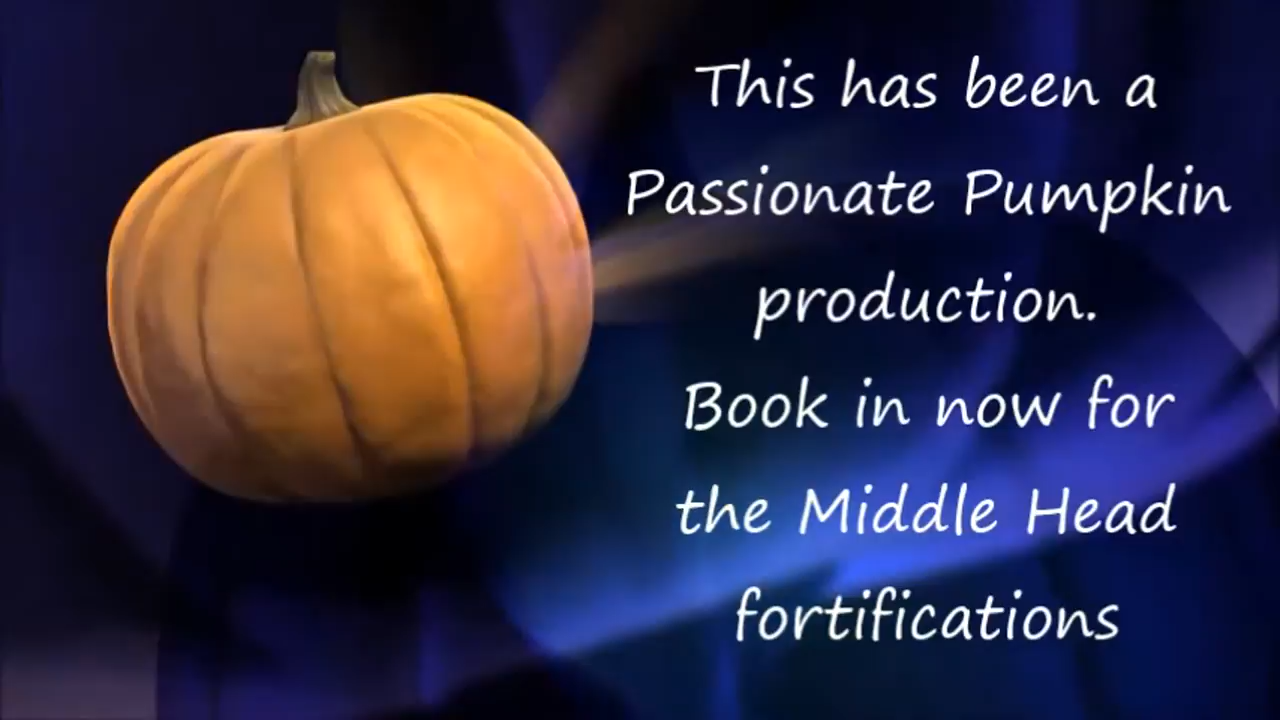 This has been a
Passionate Pumpkin
production.
Book in now for
the Middle Head
fortifications